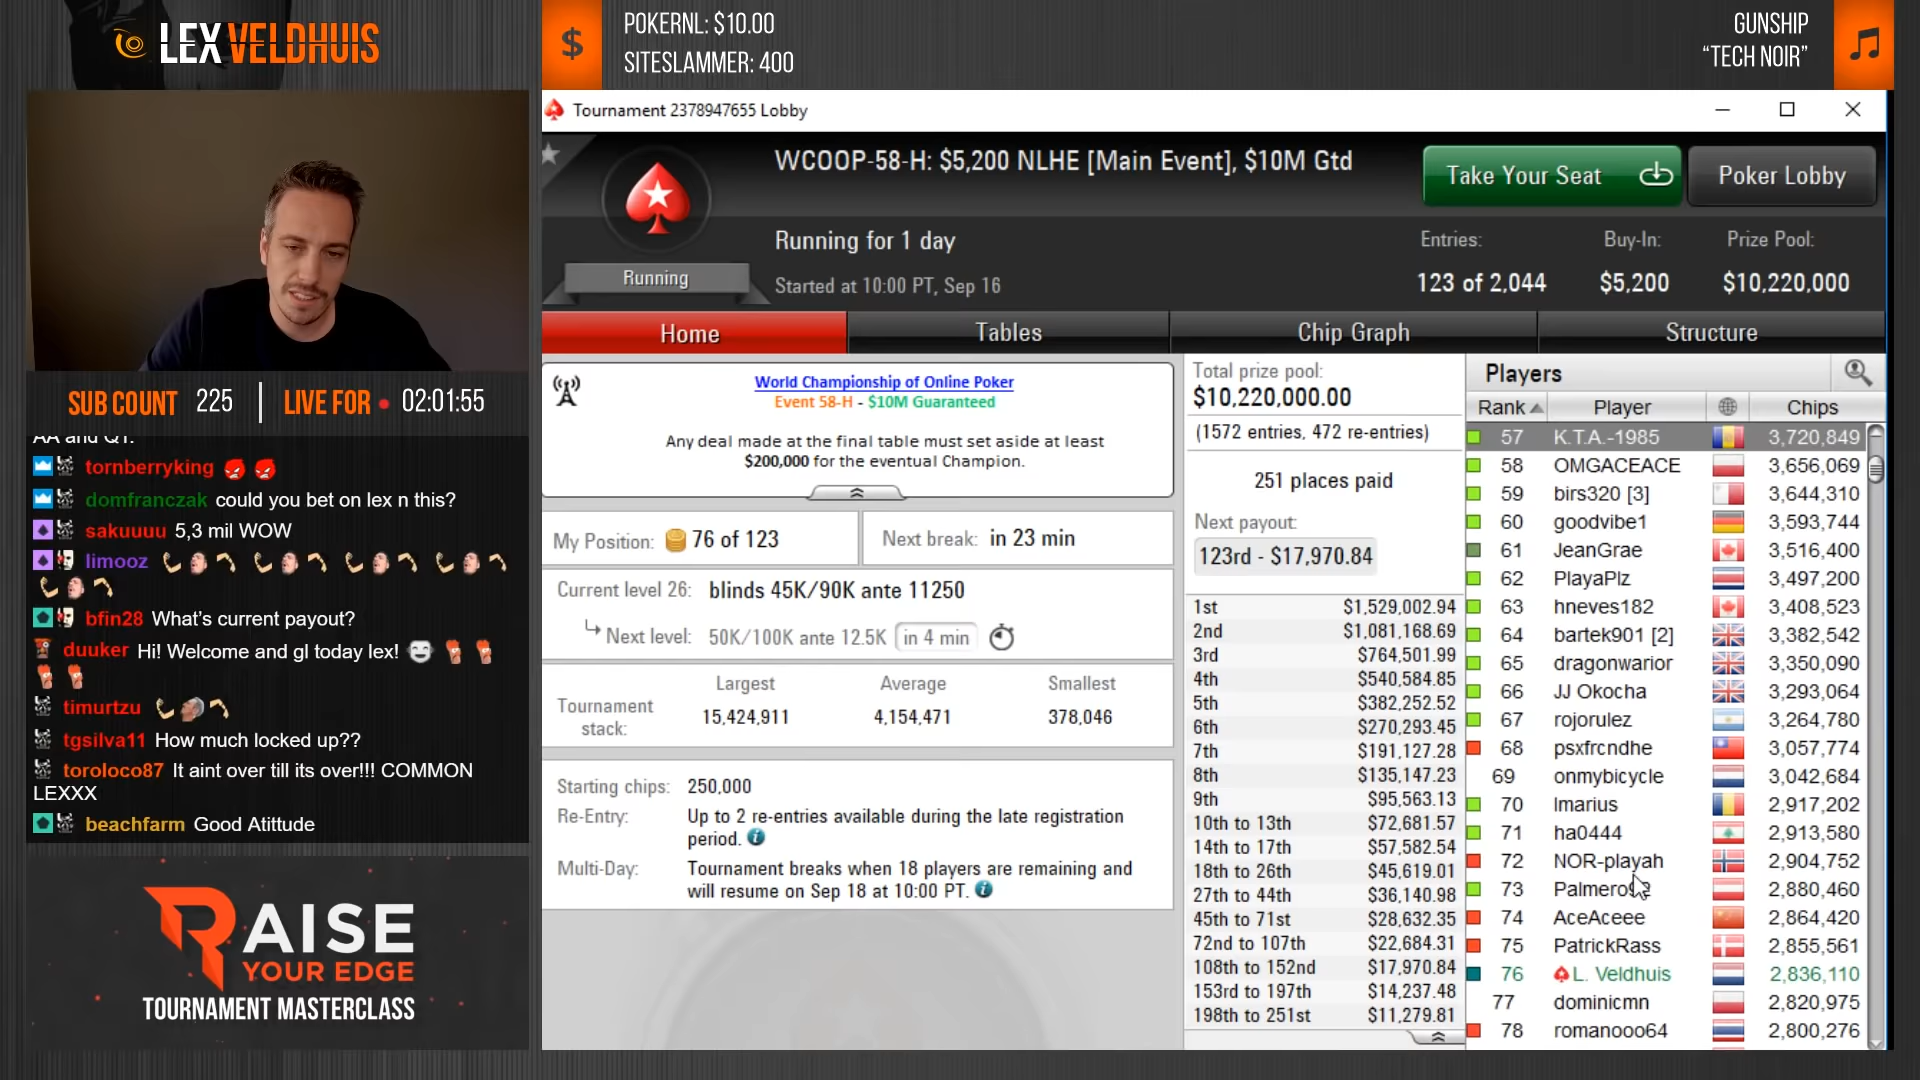 LEX VELDHUIS
$
POKERNL: $10.00
SITESLAMMER: 400
GUNSHIP
“TECH NOIR”
SUB COUNT 225 | LIVE FOR 02:01:55
AA and QT.
tornberryking
domfranczak could you bet on lex n this?
sakuuuu 5,3 mil WOW
limooz
bfin28 What's current payout?
duuker Hi! Welcome and gl today lex!
timurtzu
tgsilva11 How much locked up??
toroloco87 It aint over till its over!!! COMMON
LEXXX
beachfarm Good Atittude
RAISE
YOUR EDGE
TOURNAMENT MASTERCLASS
Tournament 2378947655 Lobby
WCOOP-58-H: $5,200 NLHE [Main Event], $10M Gtd
Take Your Seat
Poker Lobby
Running
Running for 1 day
Started at 10:00 PT, Sep 16
Entries: Buy-In: Prize Pool:
123 of 2,044 $5,200 $10,220,000
Home Tables Chip Graph Structure
World Championship of Online Poker
Event 58-H - $10M Guaranteed
Any deal made at the final table must set aside at least
$200,000 for the eventual Champion.
My Position: 76 of 123
Next break: in 23 min
Current level 26: blinds 45K/90K ante 11250
Next level: 50K/100K ante 12.5K in 4 min
Largest Average Smallest
Tournament
stack: 15,424,911 4,154,471 378,046
Starting chips: 250,000
Re-Entry: Up to 2 re-entries available during the late registration
period.
Multi-Day: Tournament breaks when 18 players are remaining and
will resume on Sep 18 at 10:00 PT.
Total prize pool:
$10,220,000.00
(1572 entries, 472 re-entries)
251 places paid
Next payout:
123rd - $17,970.84
1st $1,529,002.94
2nd $1,081,168.69
3rd $764,501.99
4th $540,584.85
5th $382,252.52
6th $270,293.45
7th $191,127.28
8th $135,147.23
9th $95,563.13
10th to 13th $72,681.57
14th to 17th $57,582.54
18th to 26th $45,619.01
27th to 44th $36,140.98
45th to 71st $28,632.35
72nd to 107th $22,684.31
108th to 152nd $17,970.84
153rd to 197th $14,237.48
198th to 251st $11,279.81
Players
Rank Player Chips
57 K.T.A.-1985 3,720,849
58 OMGACEACE 3,656,069
59 birs320 [3] 3,644,310
60 goodvibe1 3,593,744
61 JeanGrae 3,516,400
62 PlayaPlz 3,497,200
63 hneves182 3,408,523
64 bartek901 [2] 3,382,542
65 dragonwarior 3,350,090
66 JJ Okocha 3,293,064
67 rojorulez 3,264,780
68 psxfrcndhe 3,057,774
69 onmybicycle 3,042,684
70 lmarius 2,917,202
71 ha0444 2,913,580
72 NOR-playah 2,904,752
73 2,880,460
74 AceAceee 2,864,420
75 PatrickRass 2,855,561
76 L. Veldhuis 2,836,110
77 dominicmn 2,820,975
78 romanooo64 2,800,276